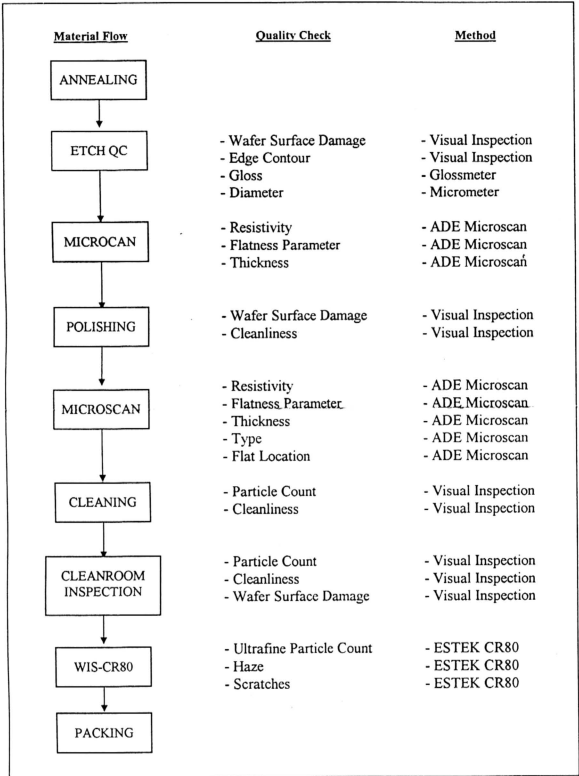 Material Flow Quality Check Method
ANNEALING
ETCH QC
- Wafer Surface Damage - Visual Inspection
- Edge Contour - Visual Inspection
- Gloss - Glossmeter
- Diameter - Micrometer
MICROCAN
- Resistivity - ADE Microscan
- Flatness Parameter - ADE Microscan
- Thickness - ADE Microscan
POLISHING
- Wafer Surface Damage - Visual Inspection
- Cleanliness - Visual Inspection
MICROSCAN
- Resistivity - ADE Microscan
- Flatness Parameter - ADE Microscan
- Thickness - ADE Microscan
- Type - ADE Microscan
- Flat Location - ADE Microscan
CLEANING
- Particle Count - Visual Inspection
- Cleanliness - Visual Inspection
CLEANROOM
INSPECTION
- Particle Count - Visual Inspection
- Cleanliness - Visual Inspection
- Wafer Surface Damage - Visual Inspection
WIS-CR80
- Ultrafine Particle Count - ESTEK CR80
- Haze - ESTEK CR80
- Scratches - ESTEK CR80
PACKING